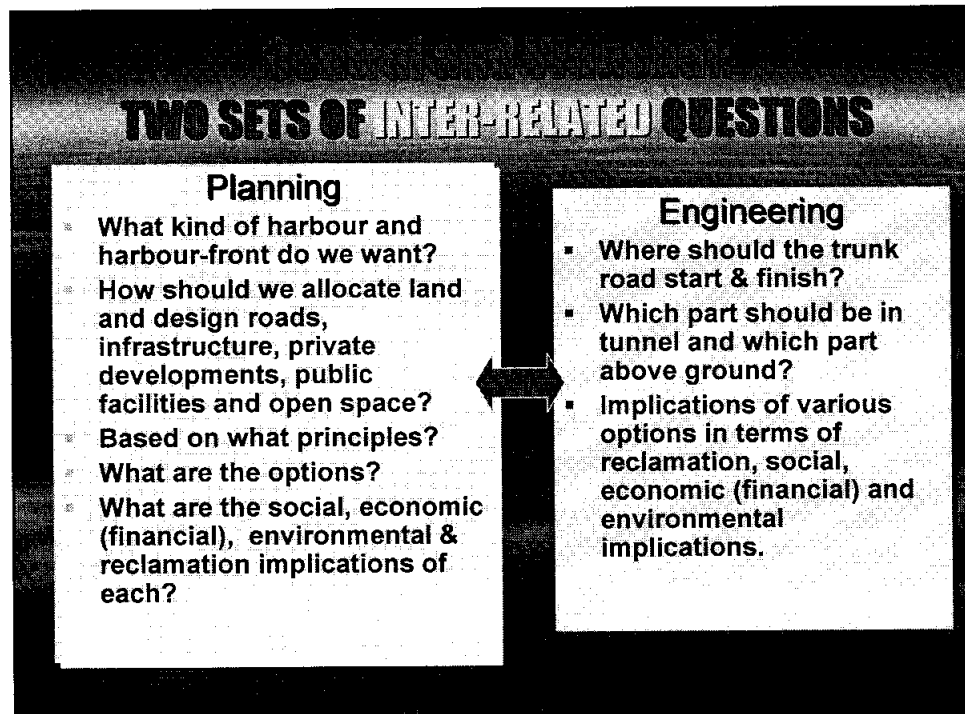 TWO SETS OF INTER-RELATED QUESTIONS
Planning
What kind of harbour and
harbour-front do we want?
How should we allocate land
and design roads,
infrastructure, private
developments, public
facilities and open space?
Based on what principles?
What are the options?
What are the social, economic
(financial), environmental &
reclamation implications of
each?
Engineering
▪ Where should the trunk
road start & finish?
▪ Which part should be in
tunnel and which part
above ground?
▪ Implications of various
options in terms of
reclamation, social,
economic (financial) and
environmental
implications.